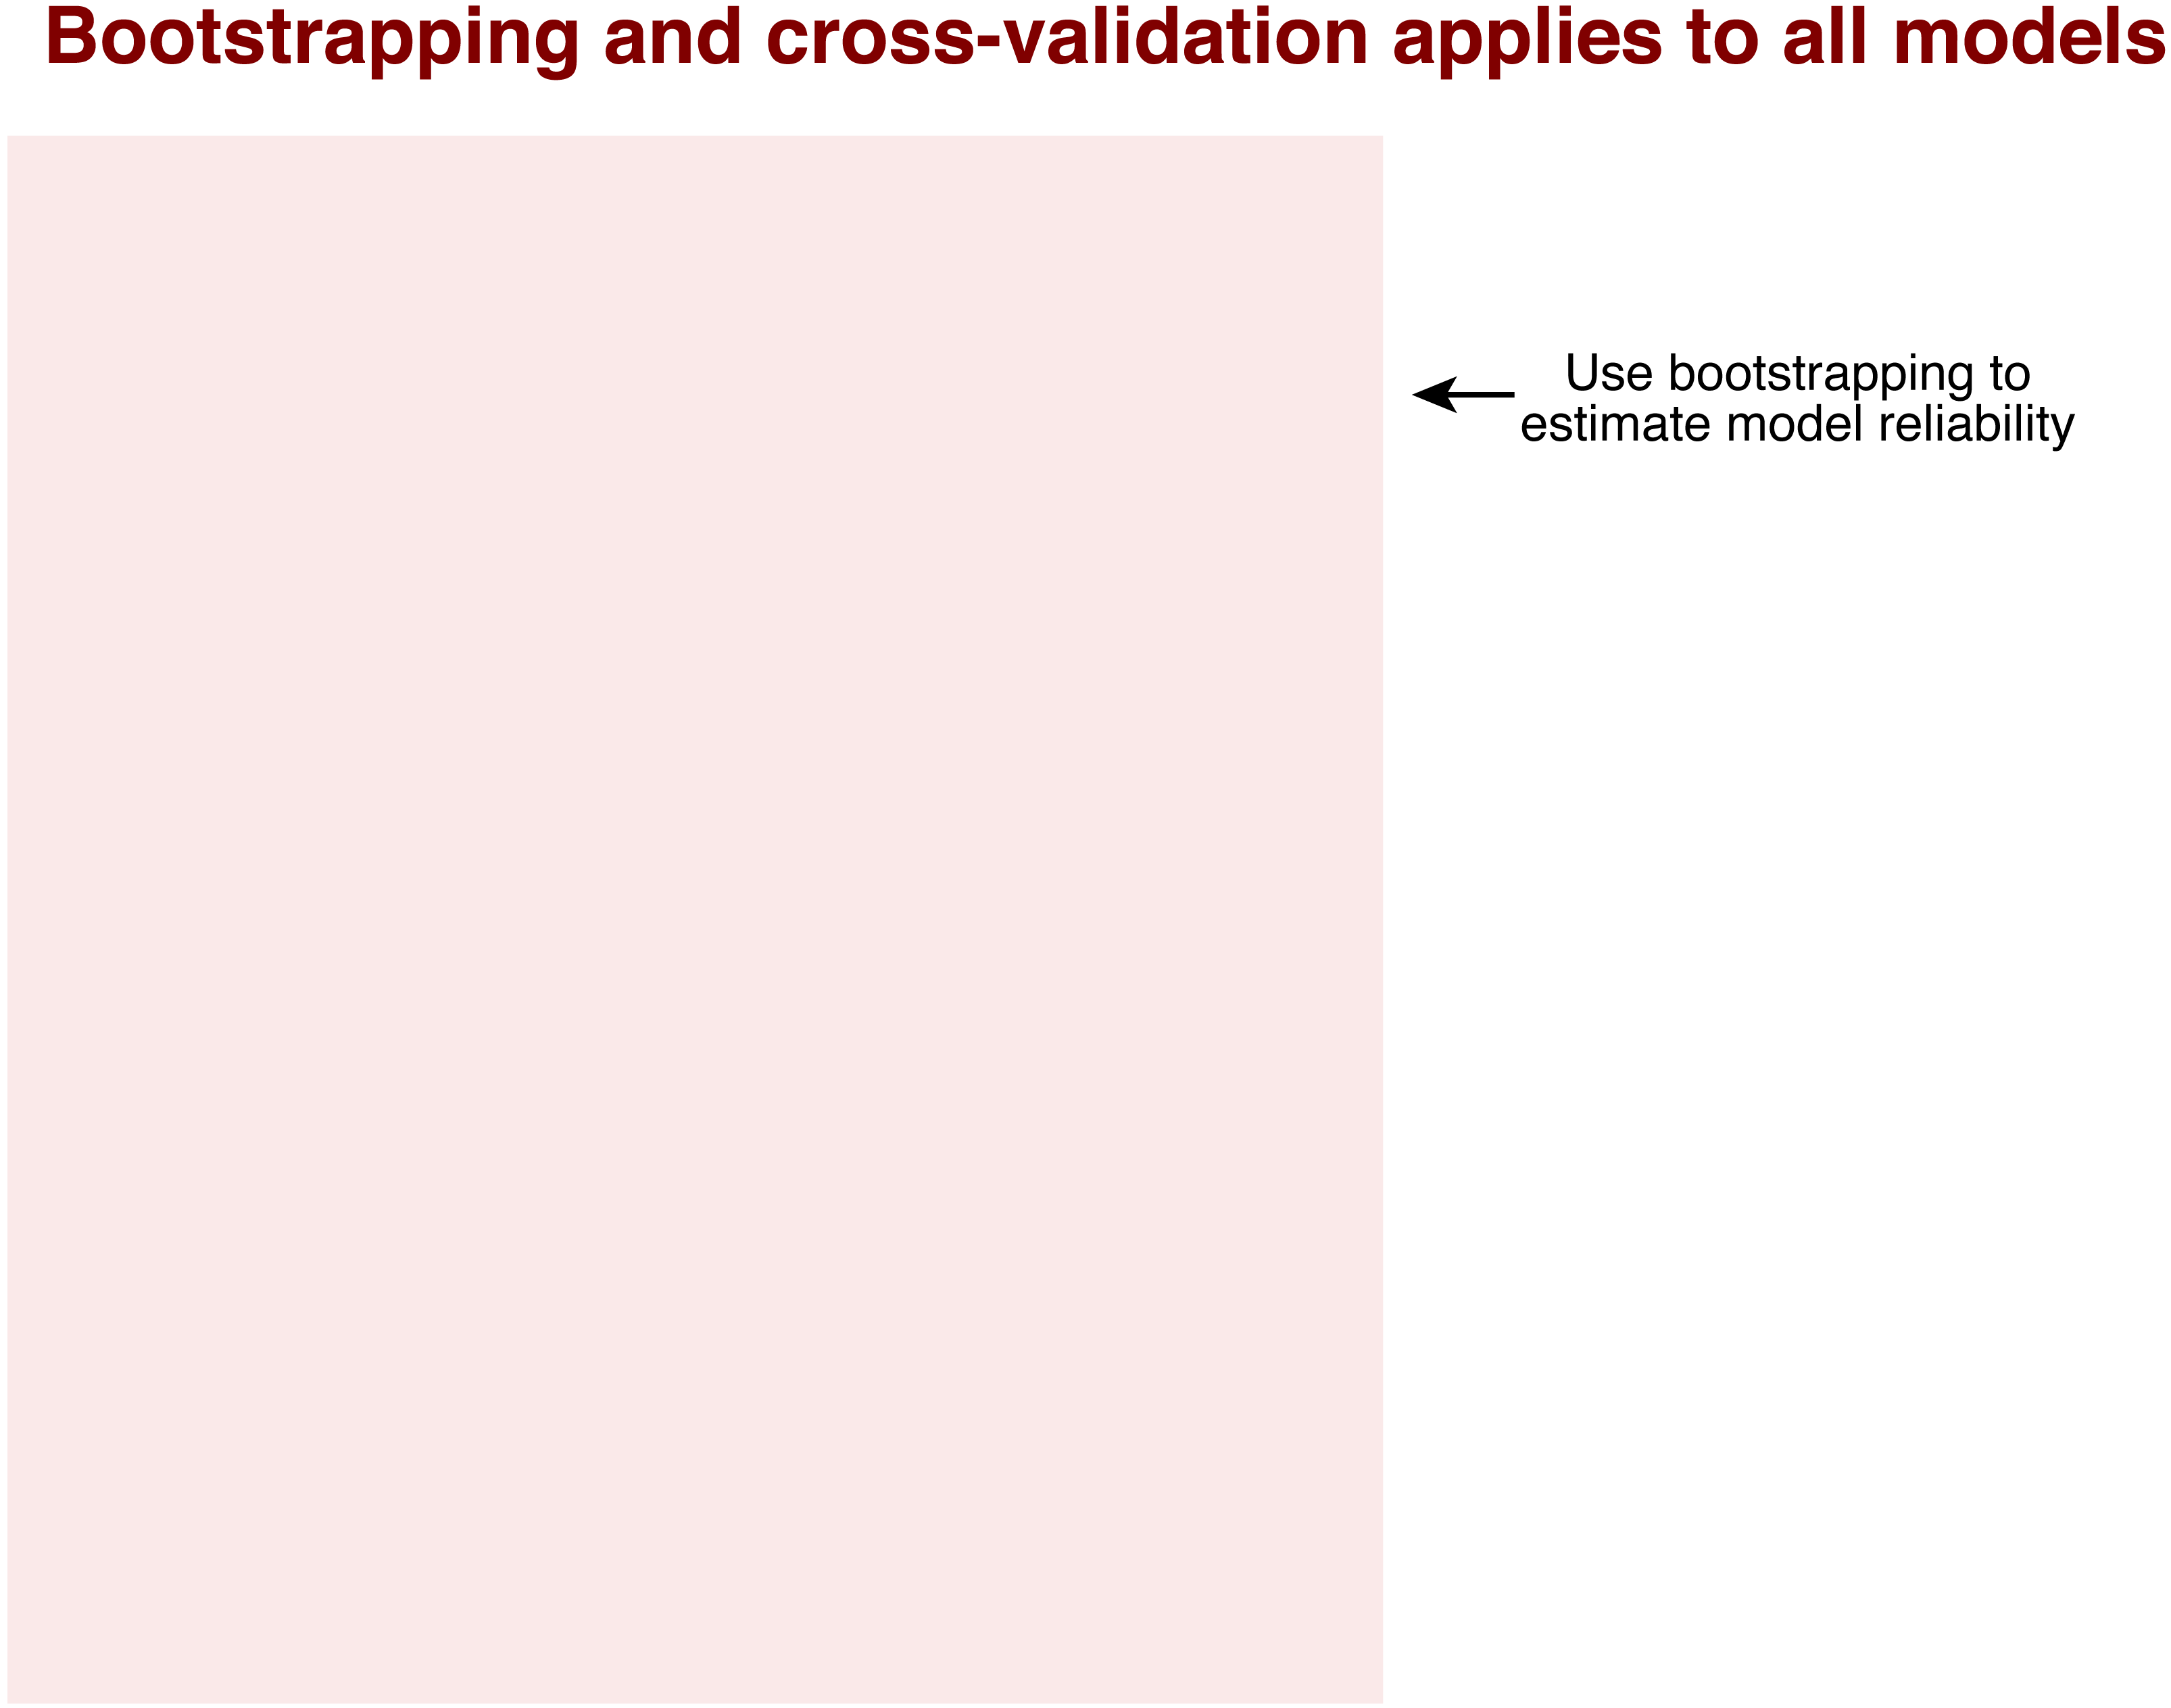 Bootstrapping and cross-validation applies to all models
Use bootstrapping to
estimate model reliability